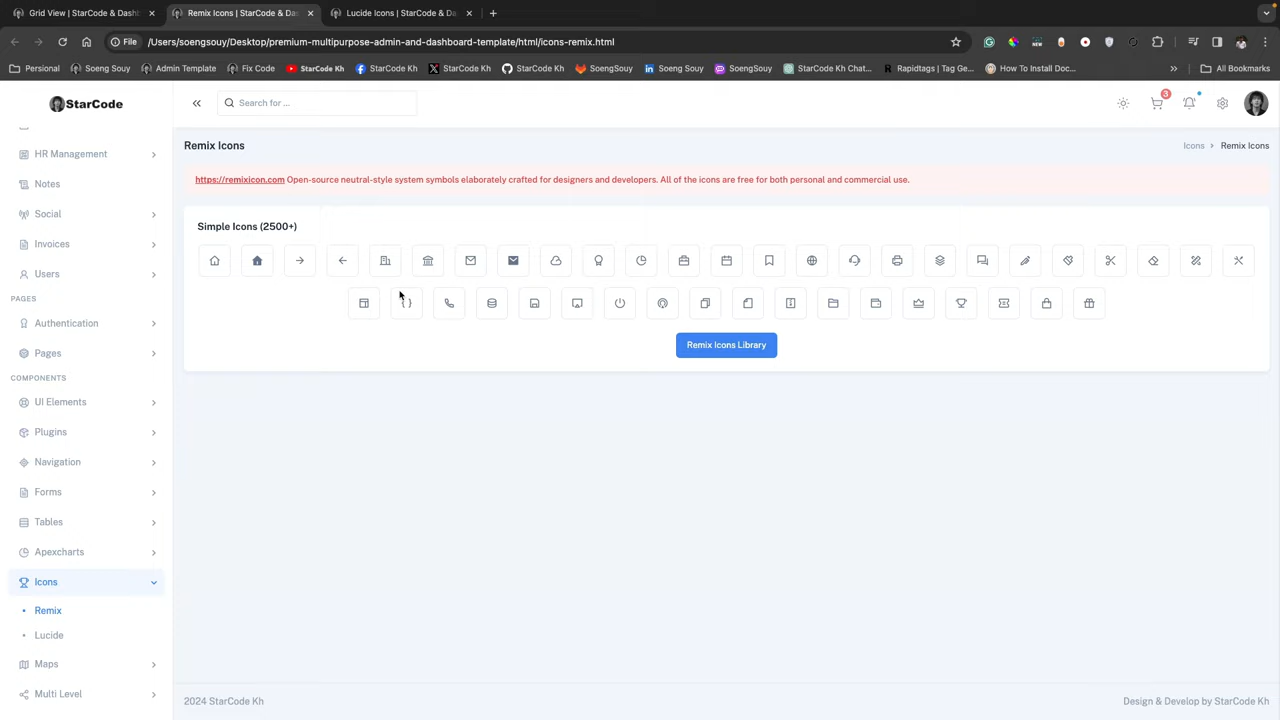 Grid View | StarCode & Dashb
Remix Icons | StarCode & Das
Lucide Icons | StarCode & Da
File
/Users/soengsouy/Desktop/premium-multipurpose-admin-and-dashboard-template/html/icons-remix.html
Personal
Soeng Souy
Admin Template
Fix Code
StarCode Kh
StarCode Kh
StarCode Kh
StarCode Kh
SoengSouy
SoengSouy
SoengSouy
StarCode Kh Chat...
Rapidtags | Tag Ge...
How To Install Doc...
All Bookmarks
StarCode
Search for ...
3
HR Management
Notes
Social
Invoices
Users
PAGES
Authentication
Pages
COMPONENTS
UI Elements
Plugins
Navigation
Forms
Tables
Apexcharts
Icons
Remix
Lucide
Maps
Multi Level
Remix Icons
Icons
Remix Icons
https://remixicon.com Open-source neutral-style system symbols elaborately crafted for designers and developers. All of the icons are free for both personal and commercial use.
Simple Icons (2500+)
Remix Icons Library
2024 StarCode Kh
Design & Develop by StarCode Kh